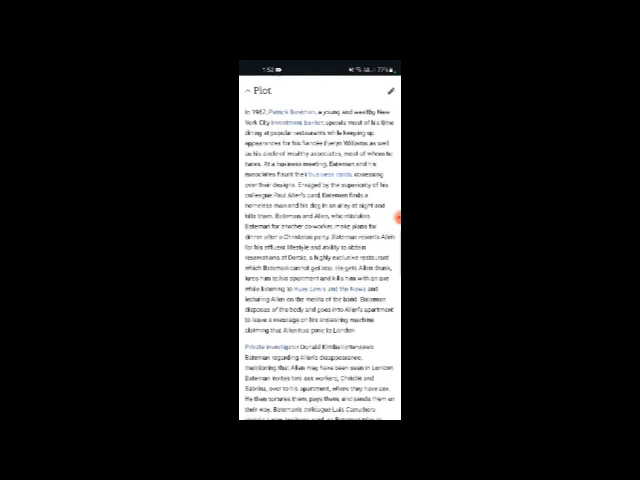 1:52
77%
Plot
In 1987, Patrick Bateman, a young and wealthy New
York City investment banker, spends most of his time
dining at popular restaurants while keeping up
appearances for his fiancée Evelyn Williams as well
as his circle of wealthy associates, most of whom he
hates. At a business meeting, Bateman and his
associates flaunt their business cards, obsessing
over their designs. Enraged by the superiority of his
colleague Paul Allen's card, Bateman finds a
homeless man and his dog in an alley at night and
kills them. Bateman and Allen, who mistakes
Bateman for another co-worker, make plans for
dinner after a Christmas party. Bateman resents Allen
for his affluent lifestyle and ability to obtain
reservations at Dorsia, a highly exclusive restaurant
which Bateman cannot get into. He gets Allen drunk,
lures him to his apartment and kills him with an axe
while listening to Huey Lewis and the News and
lecturing Allen on the merits of the band. Bateman
disposes of the body and goes into Allen's apartment
to leave a message on his answering machine
claiming that Allen has gone to London.
Private investigator Donald Kimball interviews
Bateman regarding Allen's disappearance,
mentioning that Allen may have been seen in London.
Bateman invites two sex workers, Christie and
Sabrina, over to his apartment, where they have sex.
He then tortures them, pays them, and sends them on
their way. Bateman's colleague Luis Carruthers